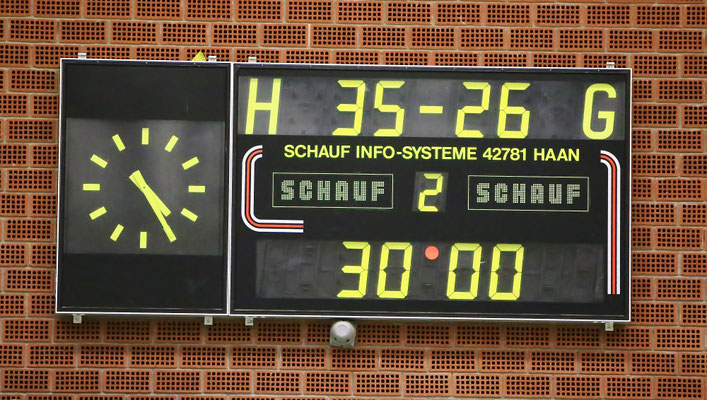 H 35-26 G
SCHAUF INFO-SYSTEME 42781 HAAN
SCHAUF 2 SCHAUF
30:00